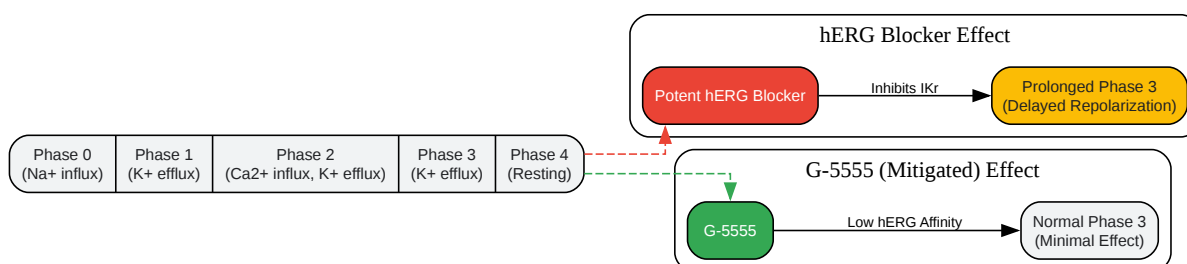 hERG Blocker Effect
Potent hERG Blocker
Inhibits IKr
Prolonged Phase 3
(Delayed Repolarization)
Phase 0
(Na+ influx)
Phase 1
(K+ efflux)
Phase 2
(Ca2+ influx, K+ efflux)
Phase 3
(K+ efflux)
Phase 4
(Resting)
G-5555 (Mitigated) Effect
G-5555
Low hERG Affinity
Normal Phase 3
(Minimal Effect)